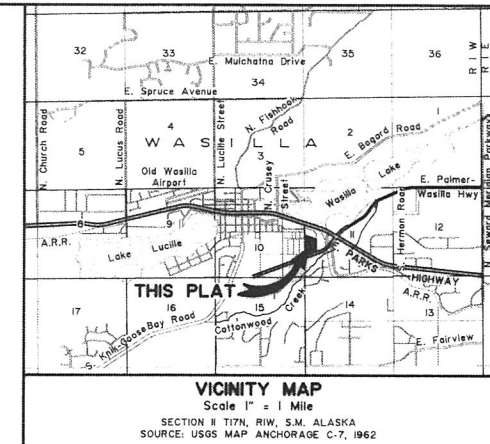 32
33
34
35
36
RIW
RIE
E. Mulchatna Drive
E. Spruce Avenue
N. Church Road
N. Lucus Road
N. Lucille Street
N. Fishhook
Road
5
4
3
2
1
WASILLA
E. Bogard Road
N. Seward Meridian Parkway
Old Wasilla
Airport
N. Crusey
Street
Wasilla
Lake
E. Palmer-
Wasilla Hwy
8
9
10
11
12
A.R.R.
Lake Lucille
N. Herman Road
E. PARKS
HIGHWAY
A.R.R.
THIS PLAT
17
16
15
14
13
S. Knik-Goose Bay Road
Cottonwood
Creek
E. Fairview
VICINITY MAP
Scale 1" = 1 Mile
SECTION 11 T17N, R1W, S.M. ALASKA
SOURCE: USGS MAP ANCHORAGE C-7, 1962